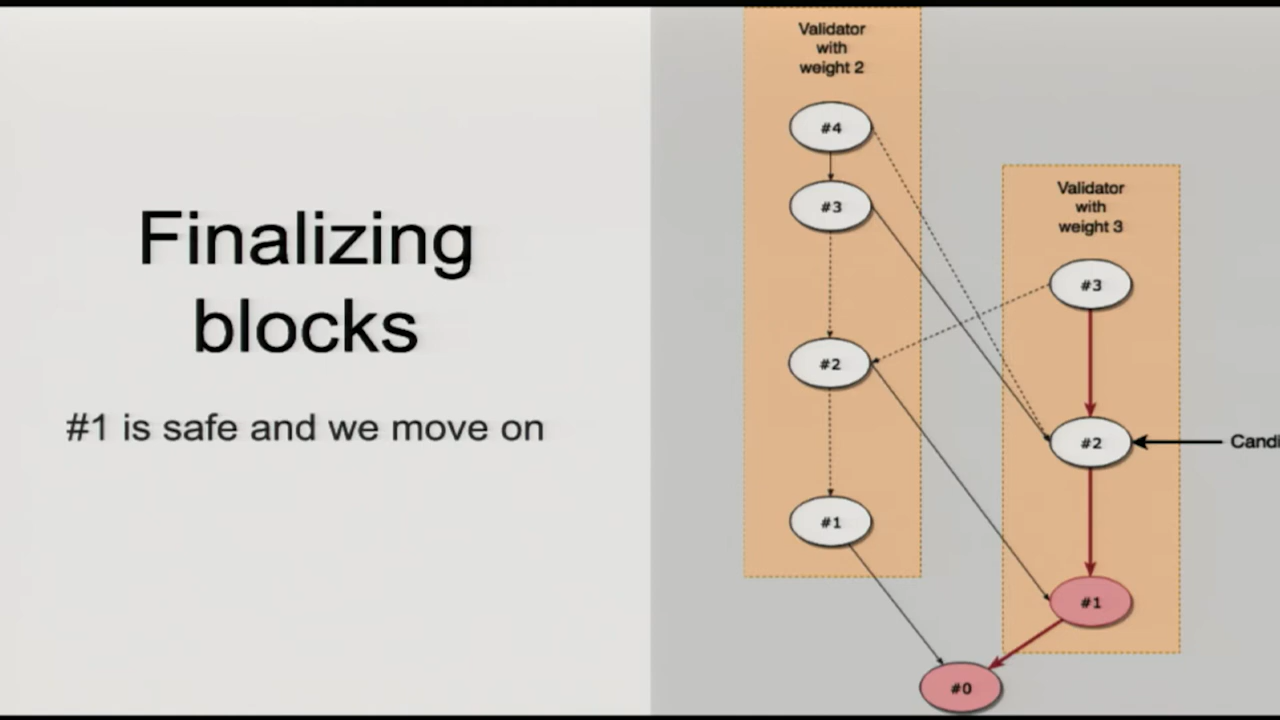 Finalizing
blocks
#1 is safe and we move on
Validator
with
weight 2
#4
#3
#2
#1
Validator
with
weight 3
#3
#2
Candi
#1
#0